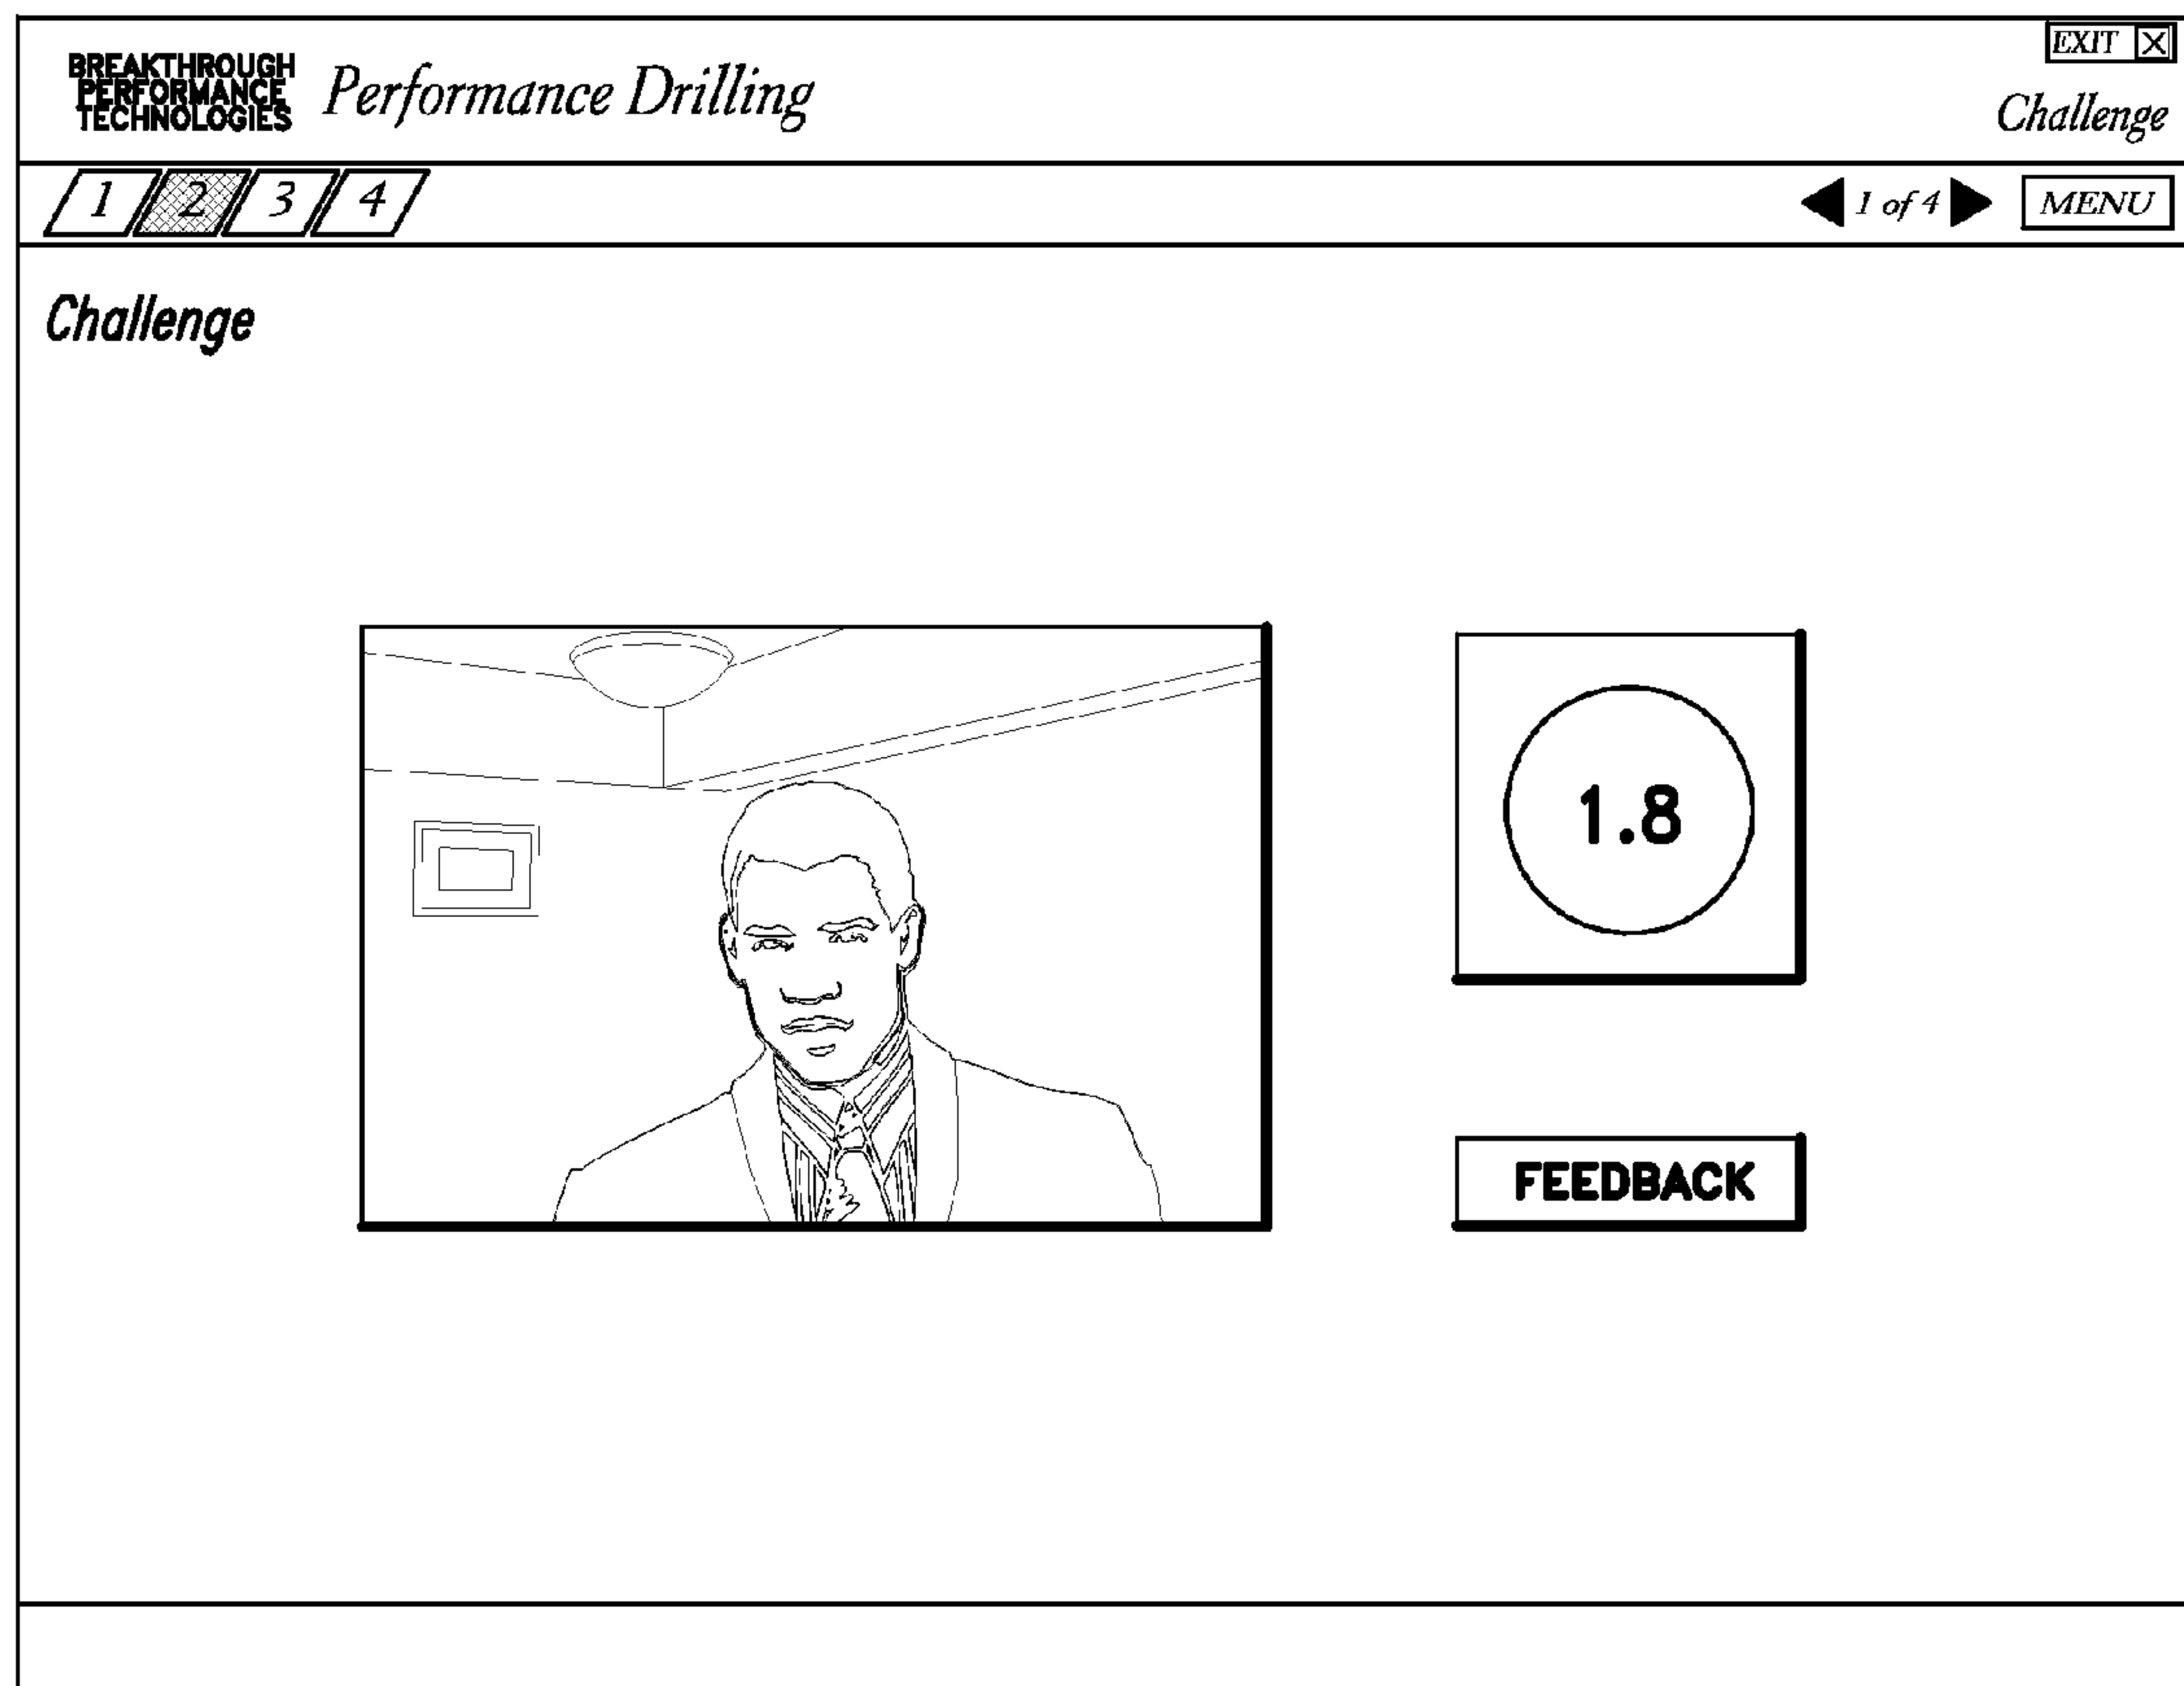 EXIT X
BREAKTHROUGH
PERFORMANCE
TECHNOLOGIES
Performance Drilling
Challenge
1 2 3 4
1 of 4
MENU
Challenge
1.8
FEEDBACK